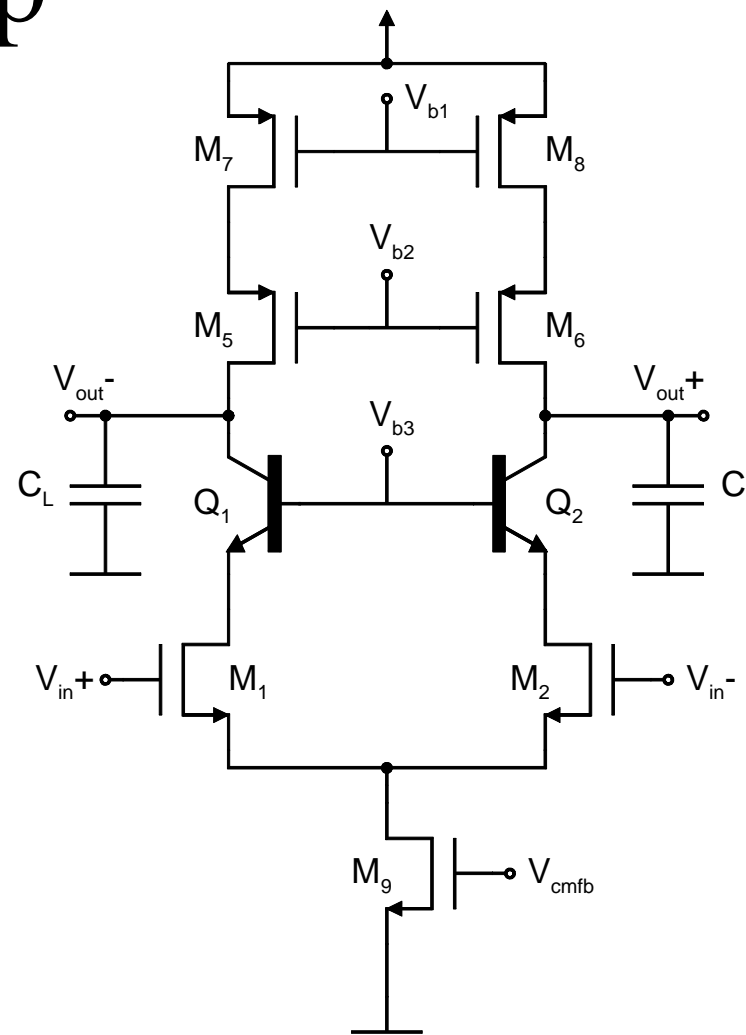 p
V_b1
M_7 M_8
V_b2
M_5 M_6
V_out- V_out+
V_b3
C_L Q_1 Q_2 C
V_in+ M_1 M_2 V_in-
M_9 V_cmfb